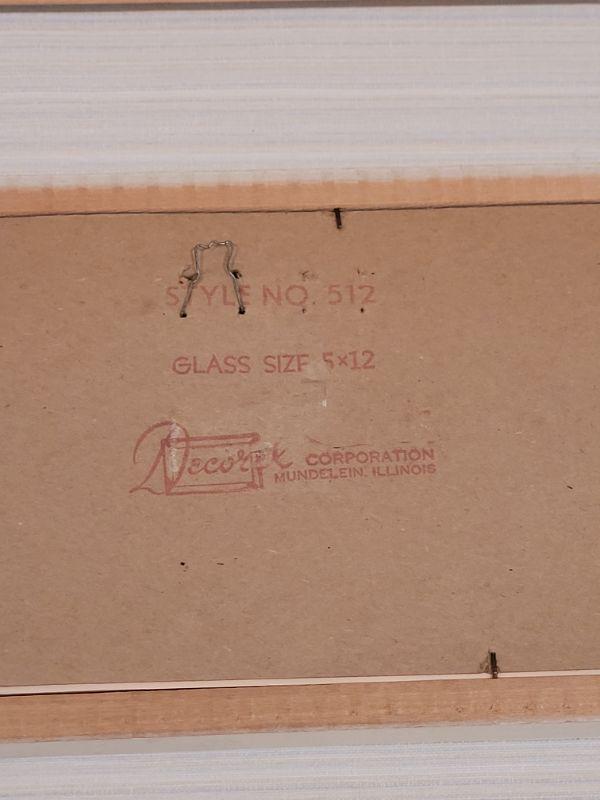 STYLE NO. 512
GLASS SIZE 5×12
CORPORATION
MUNDELEIN, ILLINOIS